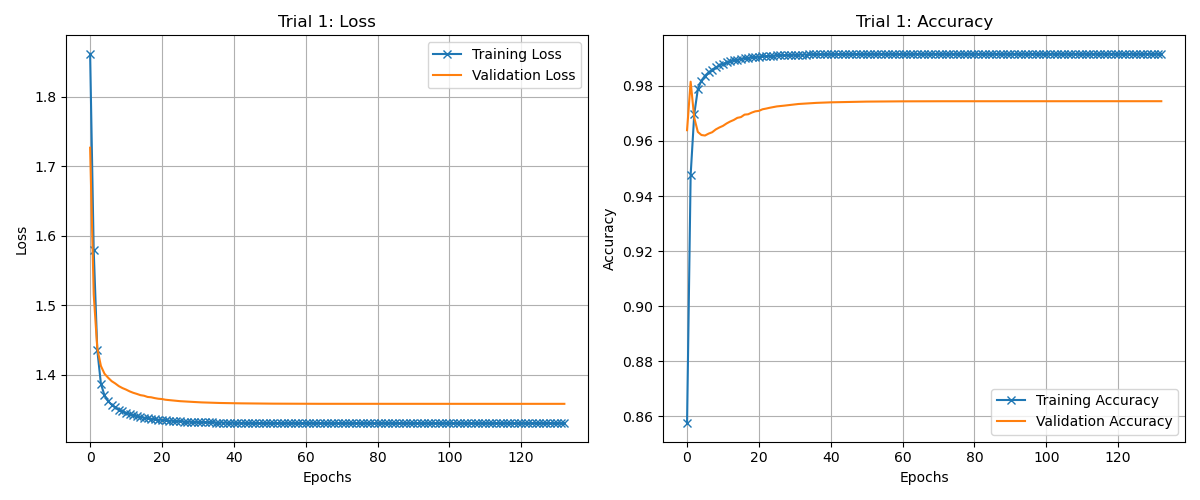 Trial 1: Loss
Training Loss
Validation Loss
1.8
1.7
1.6
1.5
1.4
Loss
0 20 40 60 80 100 120
Epochs
Trial 1: Accuracy
0.98
0.96
0.94
0.92
0.90
0.88
0.86
Accuracy
Training Accuracy
Validation Accuracy
0 20 40 60 80 100 120
Epochs